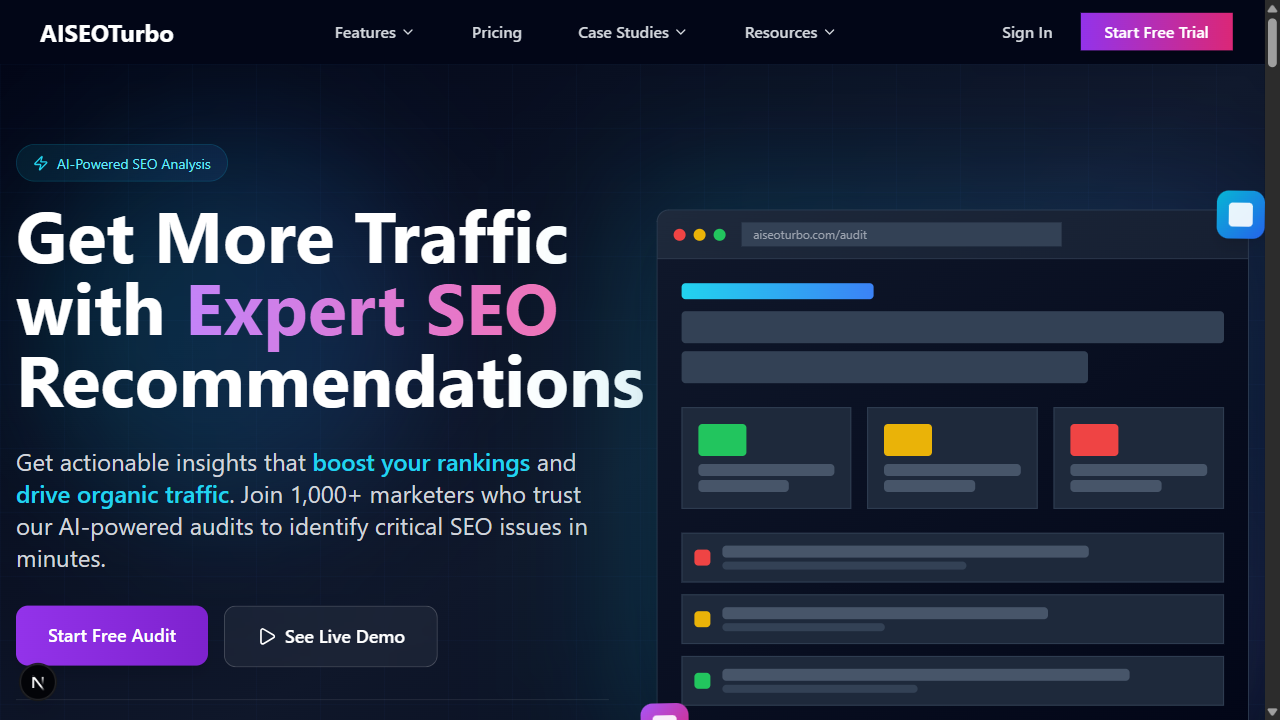 AISEOTurbo
Features
Pricing
Case Studies
Resources
Sign In
Start Free Trial
AI-Powered SEO Analysis
Get More Traffic
with Expert SEO
Recommendations
Get actionable insights that boost your rankings and
drive organic traffic. Join 1,000+ marketers who trust
our AI-powered audits to identify critical SEO issues in
minutes.
Start Free Audit
See Live Demo
N
aiseoturbo.com/audit